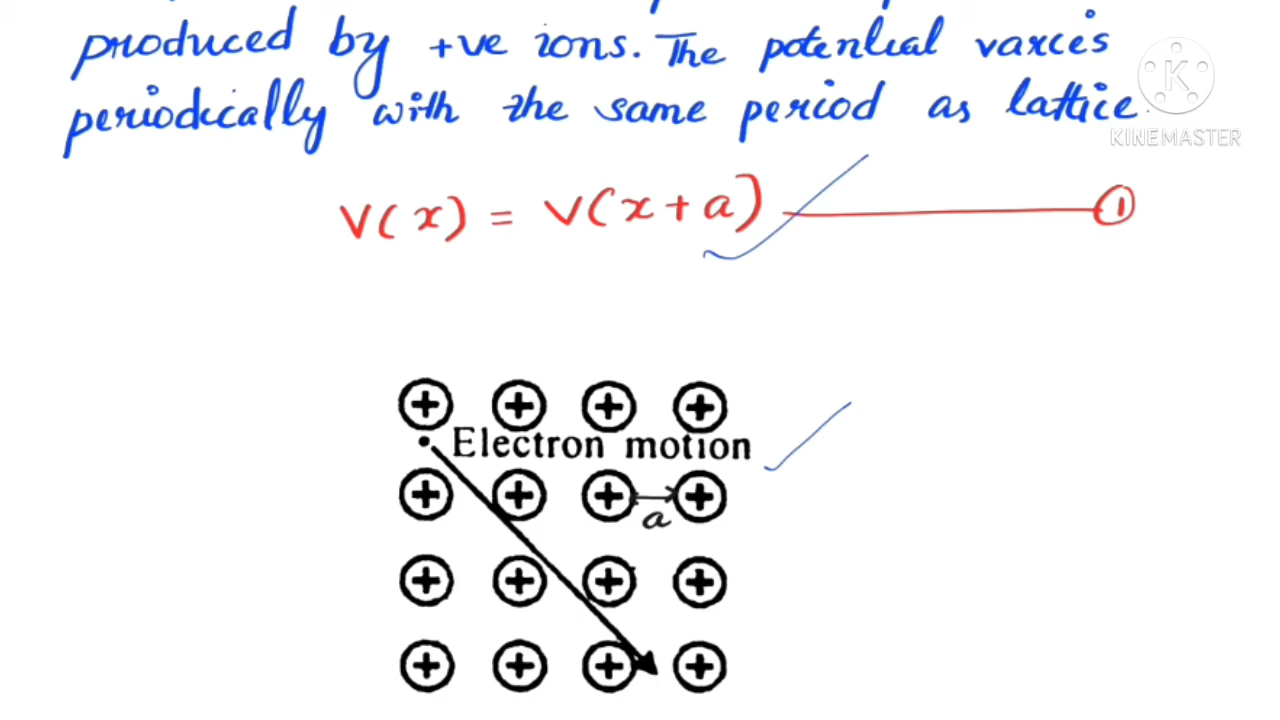 produced by +ve ions. The potential varies
periodically with the same period as lattice.
K
KINEMASTER
V(x) = V(x+a) ——— ①
+ + + +
Electron motion
+ + + +
a
+ + + +
+ + + +